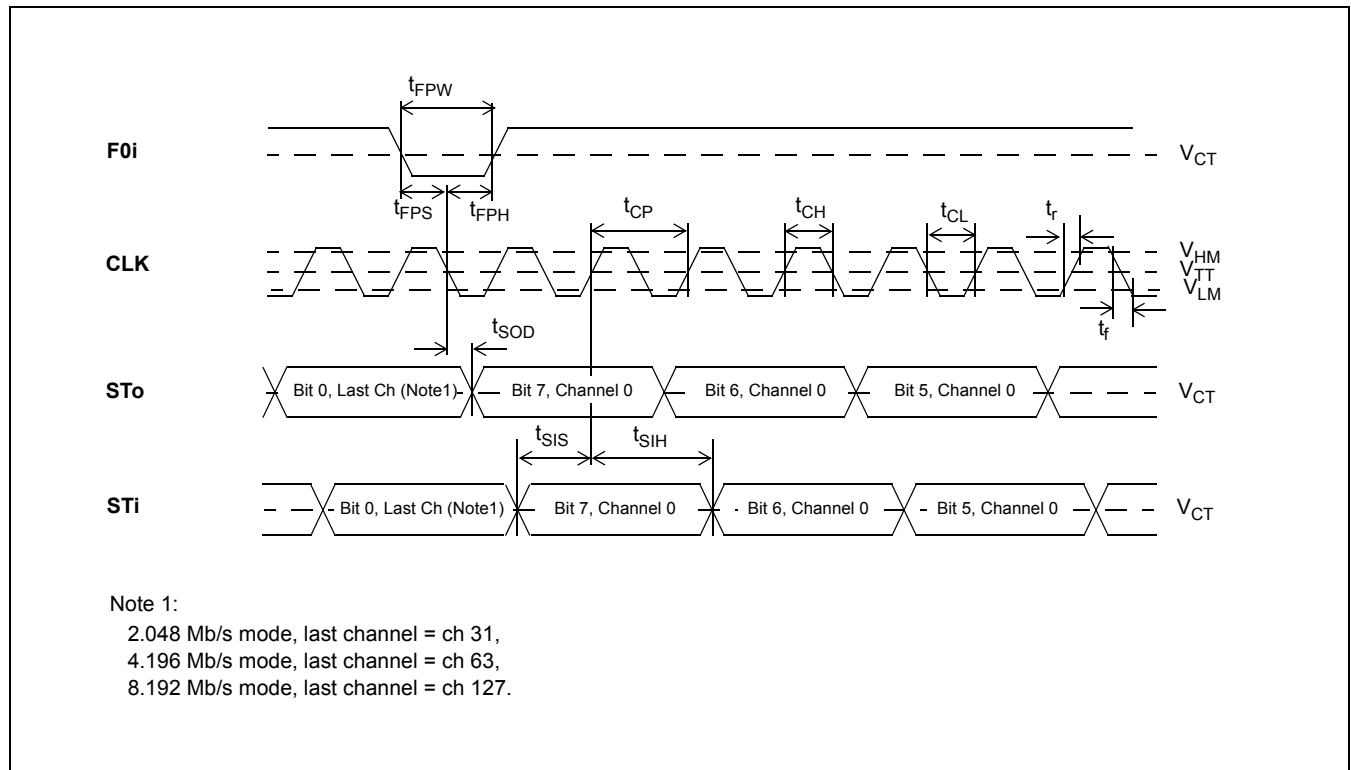 tFPW
F0i
VCT
tFPS
tFPH
tCP
tCH
tCL
tr
CLK
VHM
VTT
VLM
tf
tSOD
STo
Bit 0, Last Ch (Note1)
Bit 7, Channel 0
Bit 6, Channel 0
Bit 5, Channel 0
VCT
tSIS
tSIH
STi
Bit 0, Last Ch (Note1)
Bit 7, Channel 0
Bit 6, Channel 0
Bit 5, Channel 0
VCT
Note 1:
2.048 Mb/s mode, last channel = ch 31,
4.196 Mb/s mode, last channel = ch 63,
8.192 Mb/s mode, last channel = ch 127.